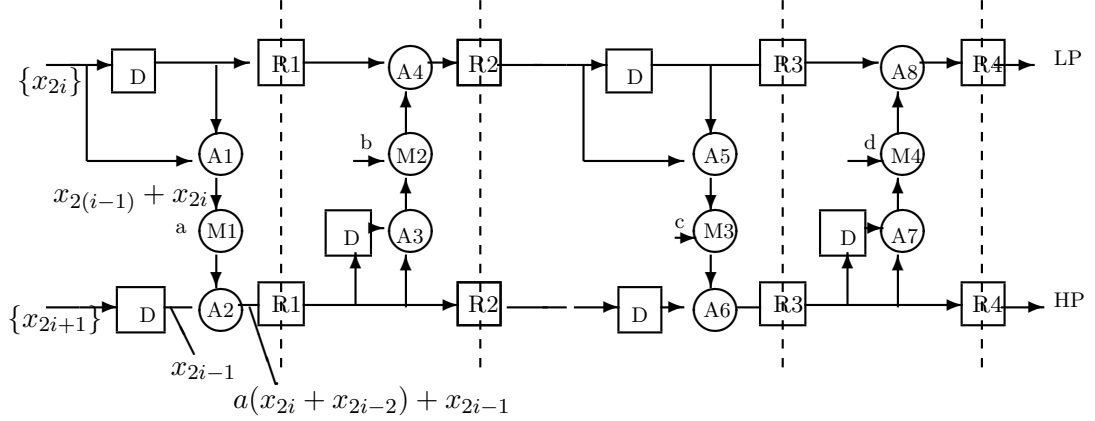 D R1 A4 R2 D R3 A8 R4 LP
{x_{2i}}
A1 b M2 A5 d M4
x_{2(i−1)} + x_{2i}
a M1 D A3 c M3 D A7
{x_{2i+1}} D A2 R1 R2 D A6 R3 R4 HP
x_{2i−1}
a(x_{2i} + x_{2i−2}) + x_{2i−1}